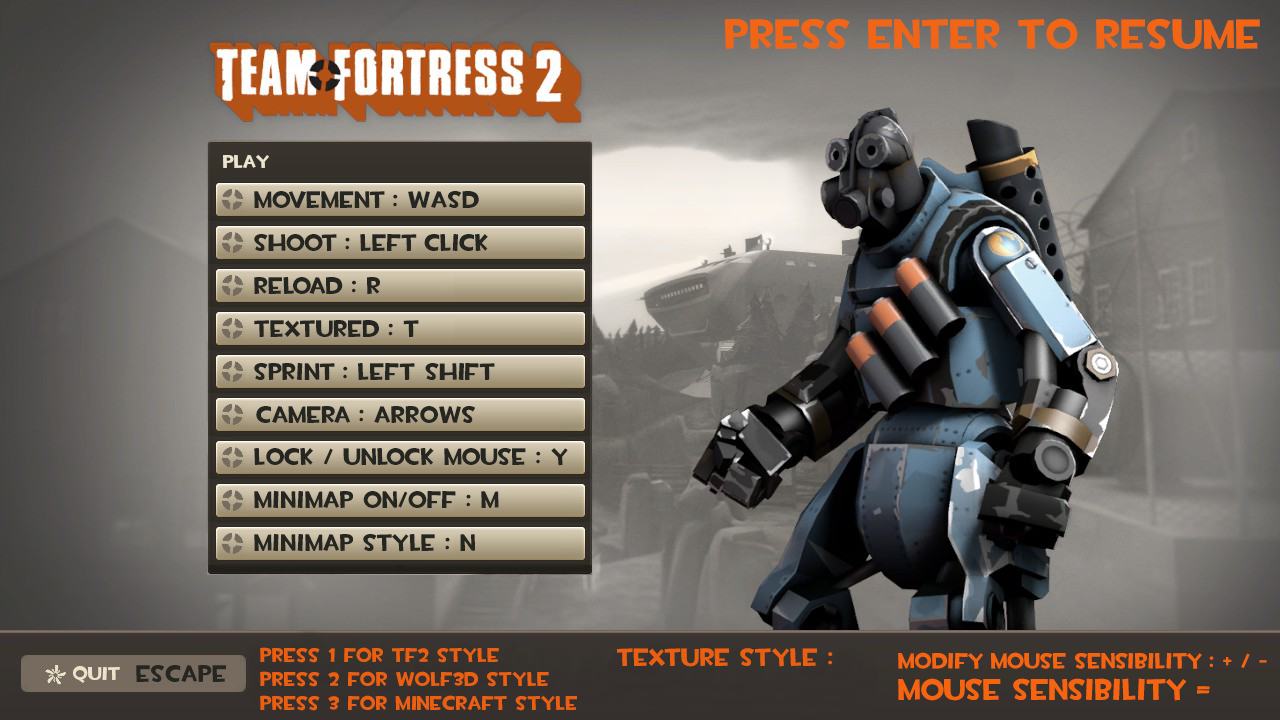 PRESS ENTER TO RESUME
TEAM FORTRESS 2
PLAY
MOVEMENT : WASD
SHOOT : LEFT CLICK
RELOAD : R
TEXTURED : T
SPRINT : LEFT SHIFT
CAMERA : ARROWS
LOCK / UNLOCK MOUSE : Y
MINIMAP ON/OFF : M
MINIMAP STYLE : N
QUIT ESCAPE
PRESS 1 FOR TF2 STYLE
PRESS 2 FOR WOLF3D STYLE
PRESS 3 FOR MINECRAFT STYLE
TEXTURE STYLE :
MODIFY MOUSE SENSIBILITY : + / -
MOUSE SENSIBILITY =